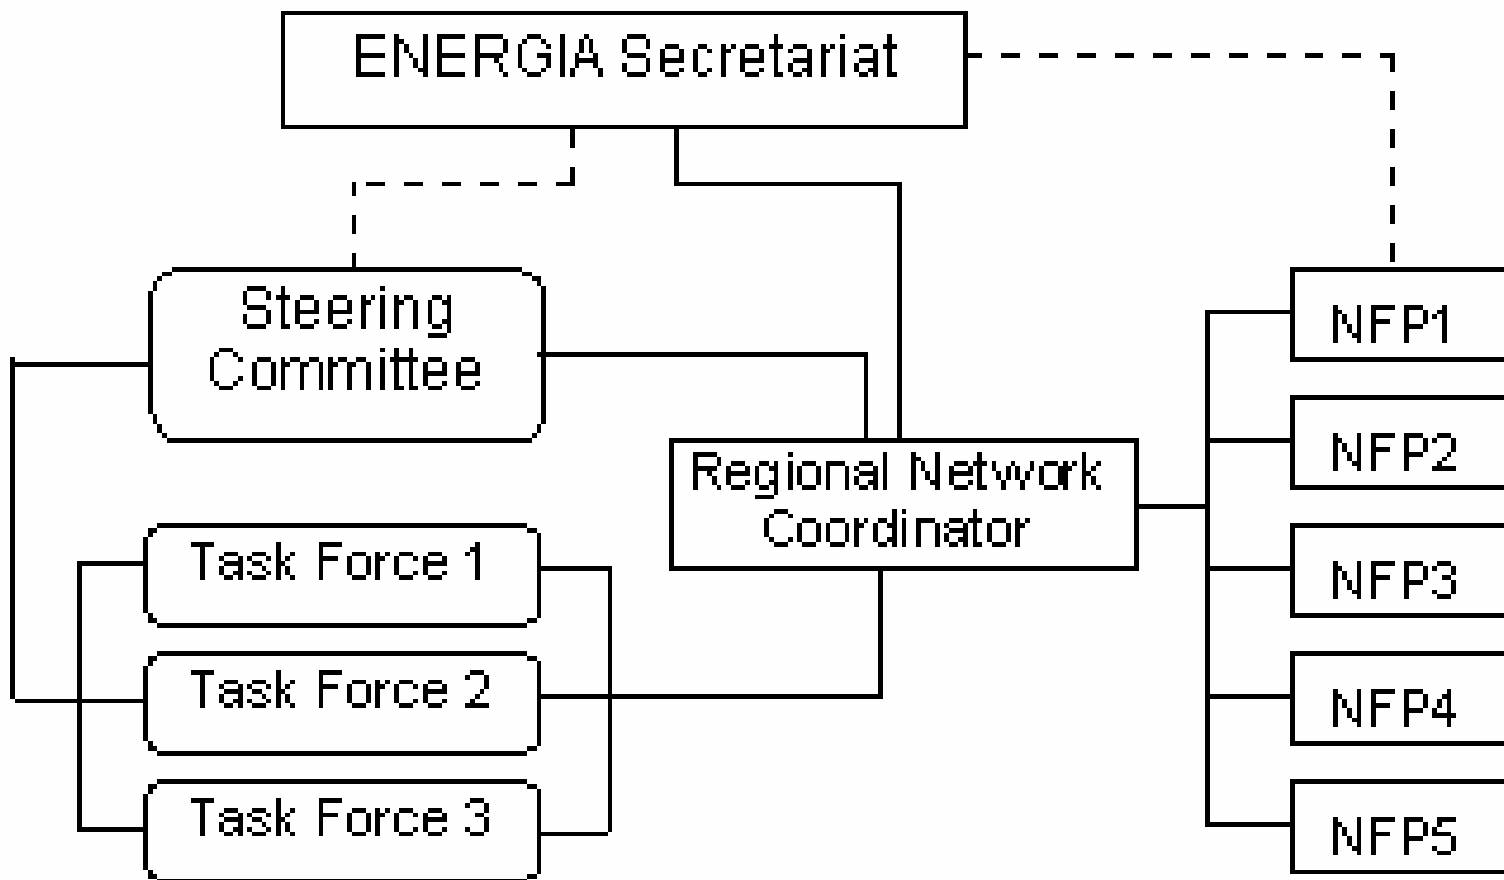 ENERGIA Secretariat
Steering
Committee
Regional Network
Coordinator
Task Force 1
Task Force 2
Task Force 3
NFP1
NFP2
NFP3
NFP4
NFP5